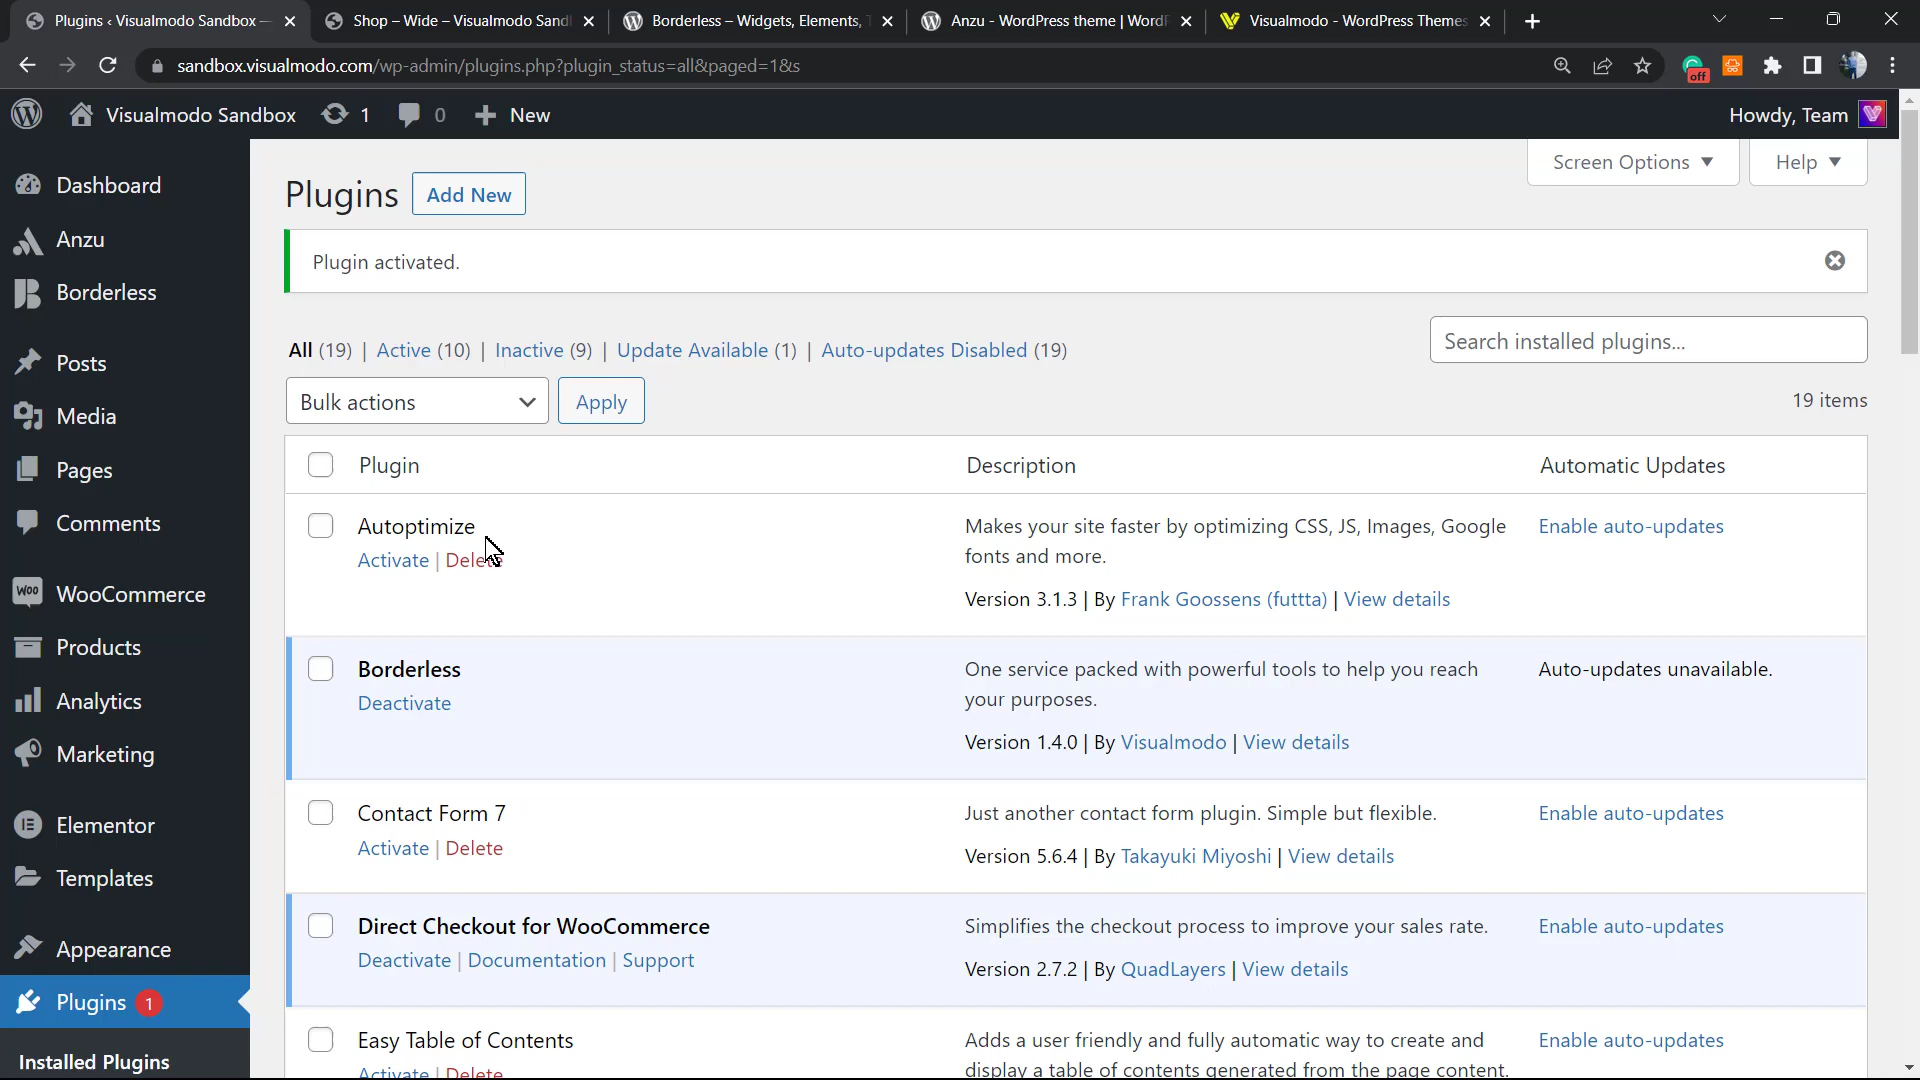 Plugins ‹ Visualmodo Sandbox —
Shop – Wide – Visualmodo Sand
Borderless – Widgets, Elements,
Anzu - WordPress theme | Word
Visualmodo - WordPress Themes
sandbox.visualmodo.com/wp-admin/plugins.php?plugin_status=all&paged=1&s
off
Visualmodo Sandbox 1 0 New
Howdy, Team
Dashboard
Anzu
Borderless
Posts
Media
Pages
Comments
WOO WooCommerce
Products
Analytics
Marketing
Elementor
Templates
Appearance
Plugins 1
Installed Plugins
Screen Options
Help
Plugins Add New
Plugin activated.
All (19) | Active (10) | Inactive (9) | Update Available (1) | Auto-updates Disabled (19)
Search installed plugins...
Bulk actions
Apply
19 items
Plugin Description Automatic Updates
Autoptimize
Activate | Delete
Makes your site faster by optimizing CSS, JS, Images, Google
fonts and more.
Version 3.1.3 | By Frank Goossens (futtta) | View details
Enable auto-updates
Borderless
Deactivate
One service packed with powerful tools to help you reach
your purposes.
Version 1.4.0 | By Visualmodo | View details
Auto-updates unavailable.
Contact Form 7
Activate | Delete
Just another contact form plugin. Simple but flexible.
Version 5.6.4 | By Takayuki Miyoshi | View details
Enable auto-updates
Direct Checkout for WooCommerce
Deactivate | Documentation | Support
Simplifies the checkout process to improve your sales rate.
Version 2.7.2 | By QuadLayers | View details
Enable auto-updates
Easy Table of Contents
Activate | Delete
Adds a user friendly and fully automatic way to create and
display a table of contents generated from the page content.
Enable auto-updates